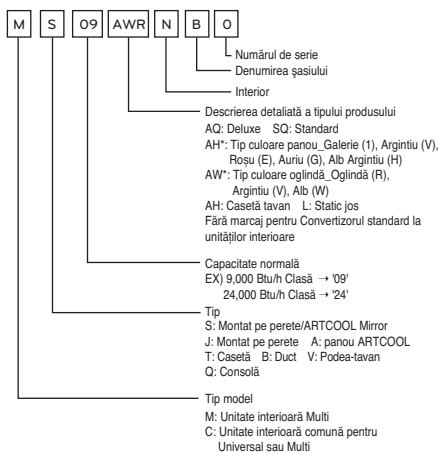 M S 09 AWR N B 0
Numărul de serie
Denumirea şasiului
Interior
Descrierea detaliată a tipului produsului
AQ: Deluxe SQ: Standard
AH*: Tip culoare panou_Galerie (1), Argintiu (V),
Roşu (E), Auriu (G), Alb Argintiu (H)
AW*: Tip culoare oglindă_Oglindă (R),
Argintiu (V), Alb (W)
AH: Casetă tavan L: Static jos
Fără marcaj pentru Convertizorul standard la
unităţilor interioare
Capacitate normală
EX) 9,000 Btu/h Clasă → '09'
24,000 Btu/h Clasă → '24'
Tip
S: Montat pe perete/ARTCOOL Mirror
J: Montat pe perete A: panou ARTCOOL
T: Casetă B: Duct V: Podea-tavan
Q: Consolă
Tip model
M: Unitate interioară Multi
C: Unitate interioară comună pentru
Universal sau Multi